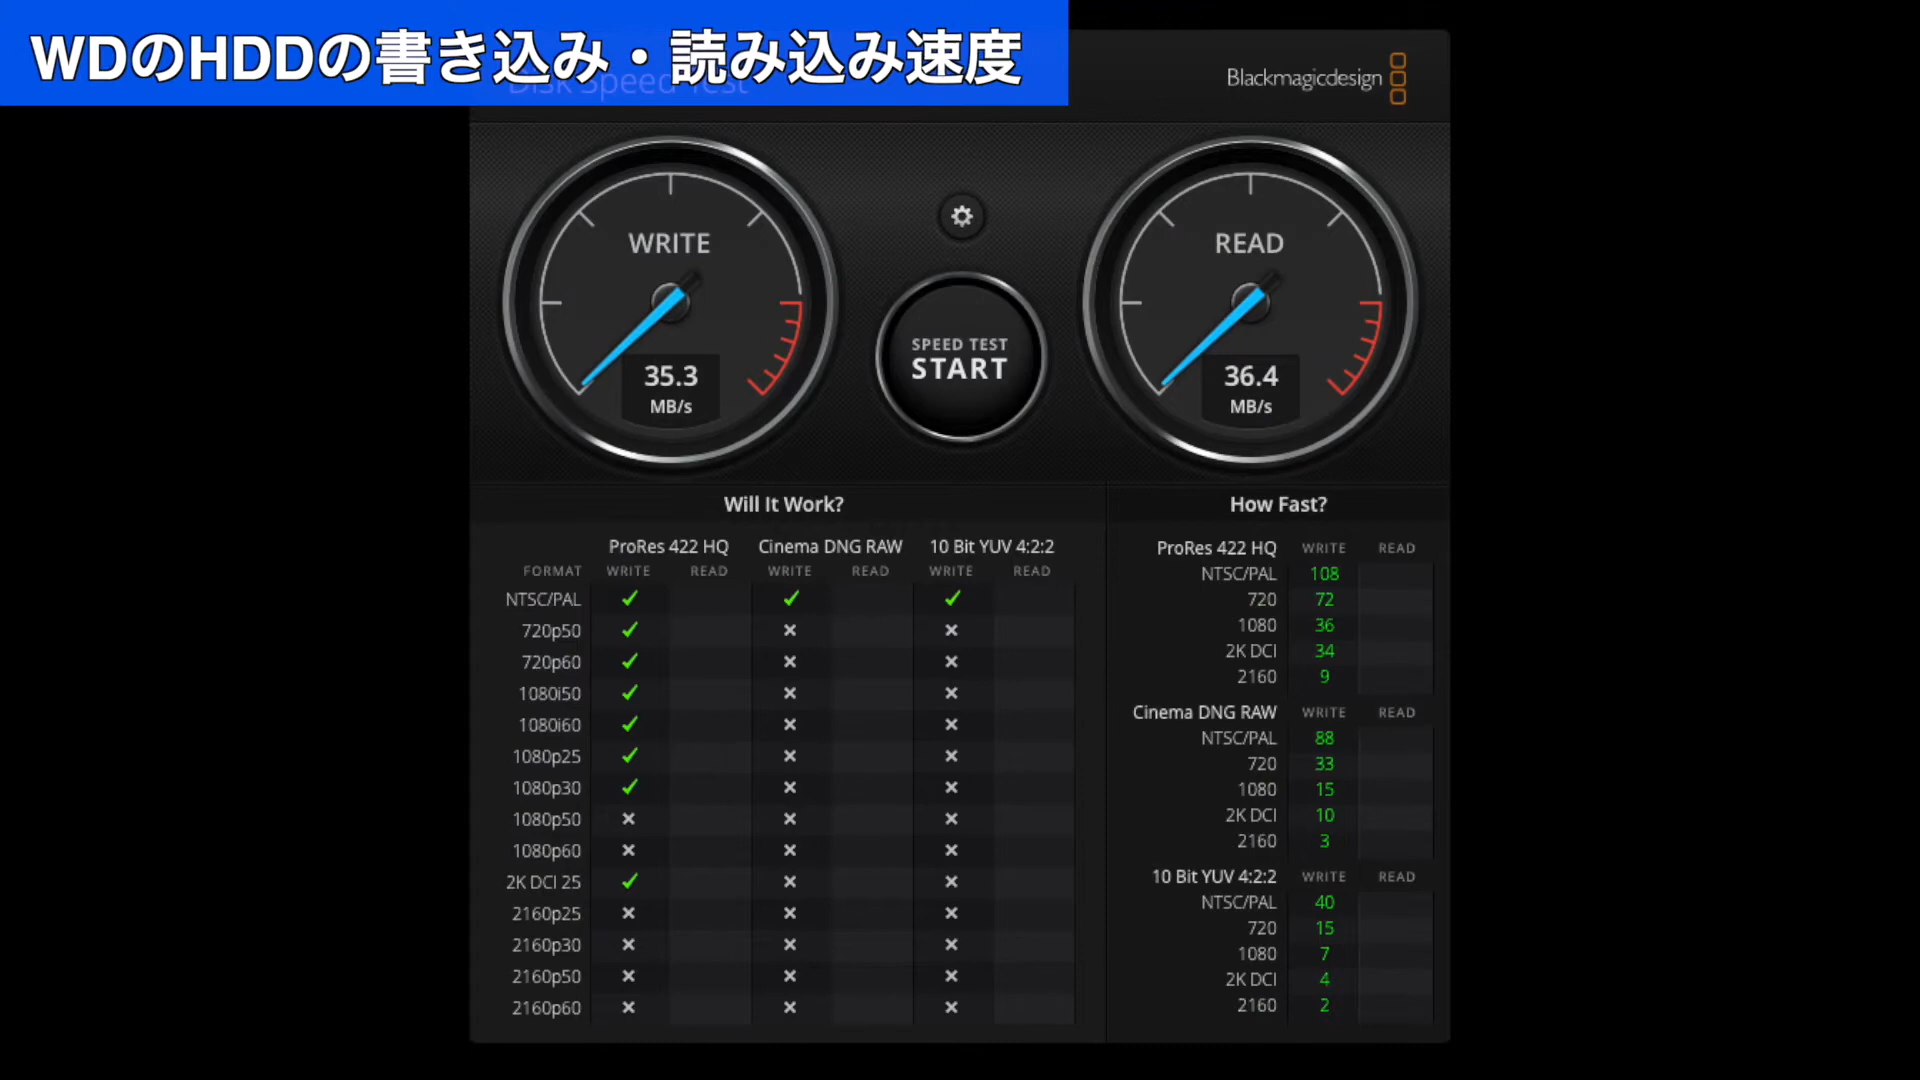 WDのHDDの書き込み・読み込み速度
Disk Speed Test
Blackmagicdesign
WRITE
35.3
MB/s
SPEED TEST
START
READ
36.4
MB/s
Will It Work?
ProRes 422 HQ Cinema DNG RAW 10 Bit YUV 4:2:2
FORMAT WRITE READ WRITE READ WRITE READ
NTSC/PAL ✓ ✓ ✓
720p50 ✓ × ×
720p60 ✓ × ×
1080i50 ✓ × ×
1080i60 ✓ × ×
1080p25 ✓ × ×
1080p30 ✓ × ×
1080p50 × × ×
1080p60 × × ×
2K DCI 25 ✓ × ×
2160p25 × × ×
2160p30 × × ×
2160p50 × × ×
2160p60 × × ×
How Fast?
ProRes 422 HQ WRITE READ
NTSC/PAL 108
720 72
1080 36
2K DCI 34
2160 9
Cinema DNG RAW WRITE READ
NTSC/PAL 88
720 33
1080 15
2K DCI 10
2160 3
10 Bit YUV 4:2:2 WRITE READ
NTSC/PAL 40
720 15
1080 7
2K DCI 4
2160 2